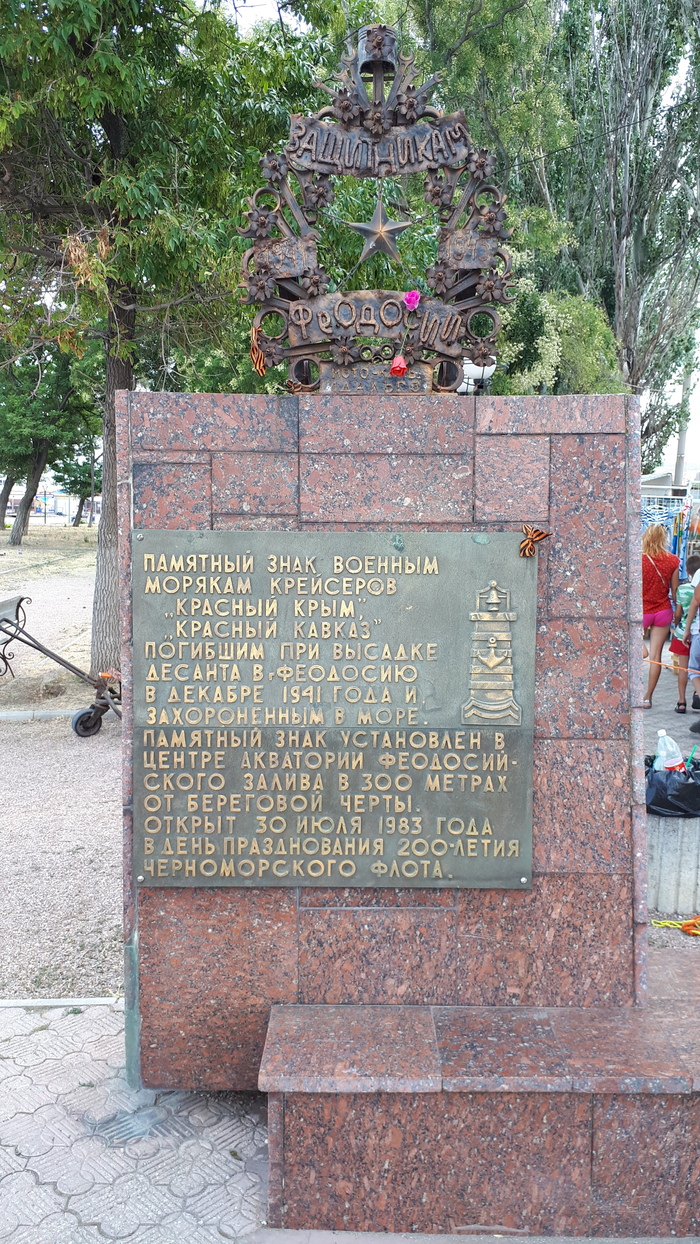 ЗАЩИТНИКАМ
ФЕОДОСИИ
ПАМЯТНЫЙ ЗНАК ВОЕННЫМ
МОРЯКАМ КРЕЙСЕРОВ
„КРАСНЫЙ КРЫМ",
„КРАСНЫЙ КАВКАЗ"
ПОГИБШИМ ПРИ ВЫСАДКЕ
ДЕСАНТА В г.ФЕОДОСИЮ
В ДЕКАБРЕ 1941 ГОДА И
ЗАХОРОНЕННЫМ В МОРЕ.
ПАМЯТНЫЙ ЗНАК УСТАНОВЛЕН В
ЦЕНТРЕ АКВАТОРИИ ФЕОДОСИЙ-
СКОГО ЗАЛИВА В 300 МЕТРАХ
ОТ БЕРЕГОВОЙ ЧЕРТЫ.
ОТКРЫТ 30 ИЮЛЯ 1983 ГОДА
В ДЕНЬ ПРАЗДНОВАНИЯ 200-ЛЕТИЯ
ЧЕРНОМОРСКОГО ФЛОТА.